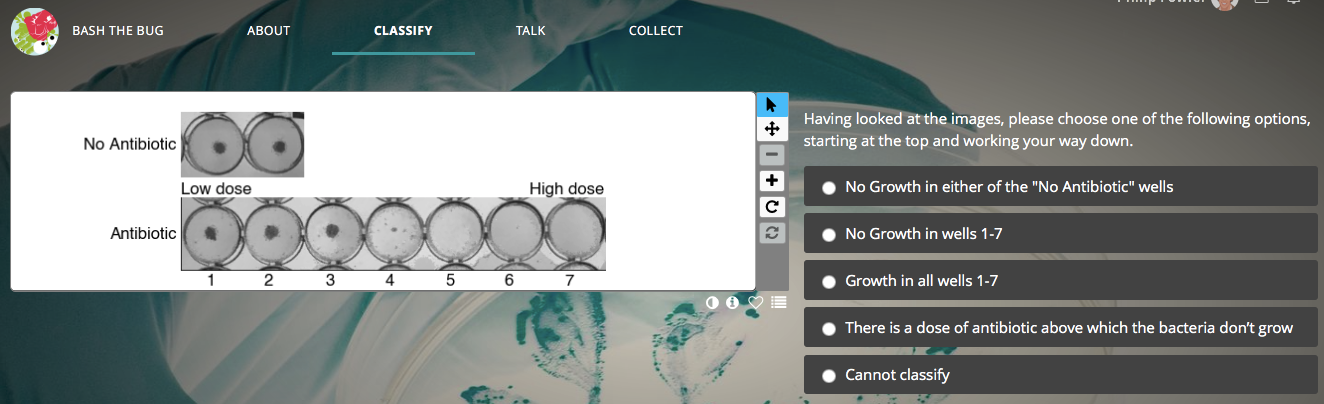 BASH THE BUG
ABOUT
CLASSIFY
TALK
COLLECT
No Antibiotic
Low dose
High dose
Antibiotic
1 2 3 4 5 6 7
Having looked at the images, please choose one of the following options,
starting at the top and working your way down.
No Growth in either of the "No Antibiotic" wells
No Growth in wells 1-7
Growth in all wells 1-7
There is a dose of antibiotic above which the bacteria don’t grow
Cannot classify